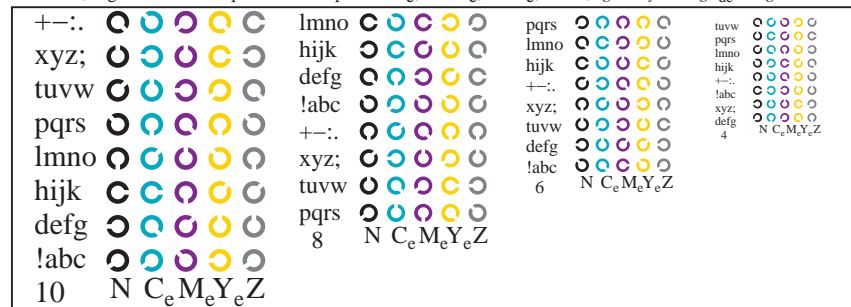 +−:.
xyz;
tuvw
pqrs
lmno
hijk
defg
!abc
10 N CeMeYeZ
lmno
hijk
defg
!abc
+−:.
xyz;
tuvw
pqrs
8 N CeMeYeZ
pqrs
lmno
hijk
+−:.
xyz;
tuvw
defg
!abc
6 N CeMeYeZ
tuvw
pqrs
lmno
hijk
+−:.
!abc
xyz;
defg
4 N CeMeYeZ